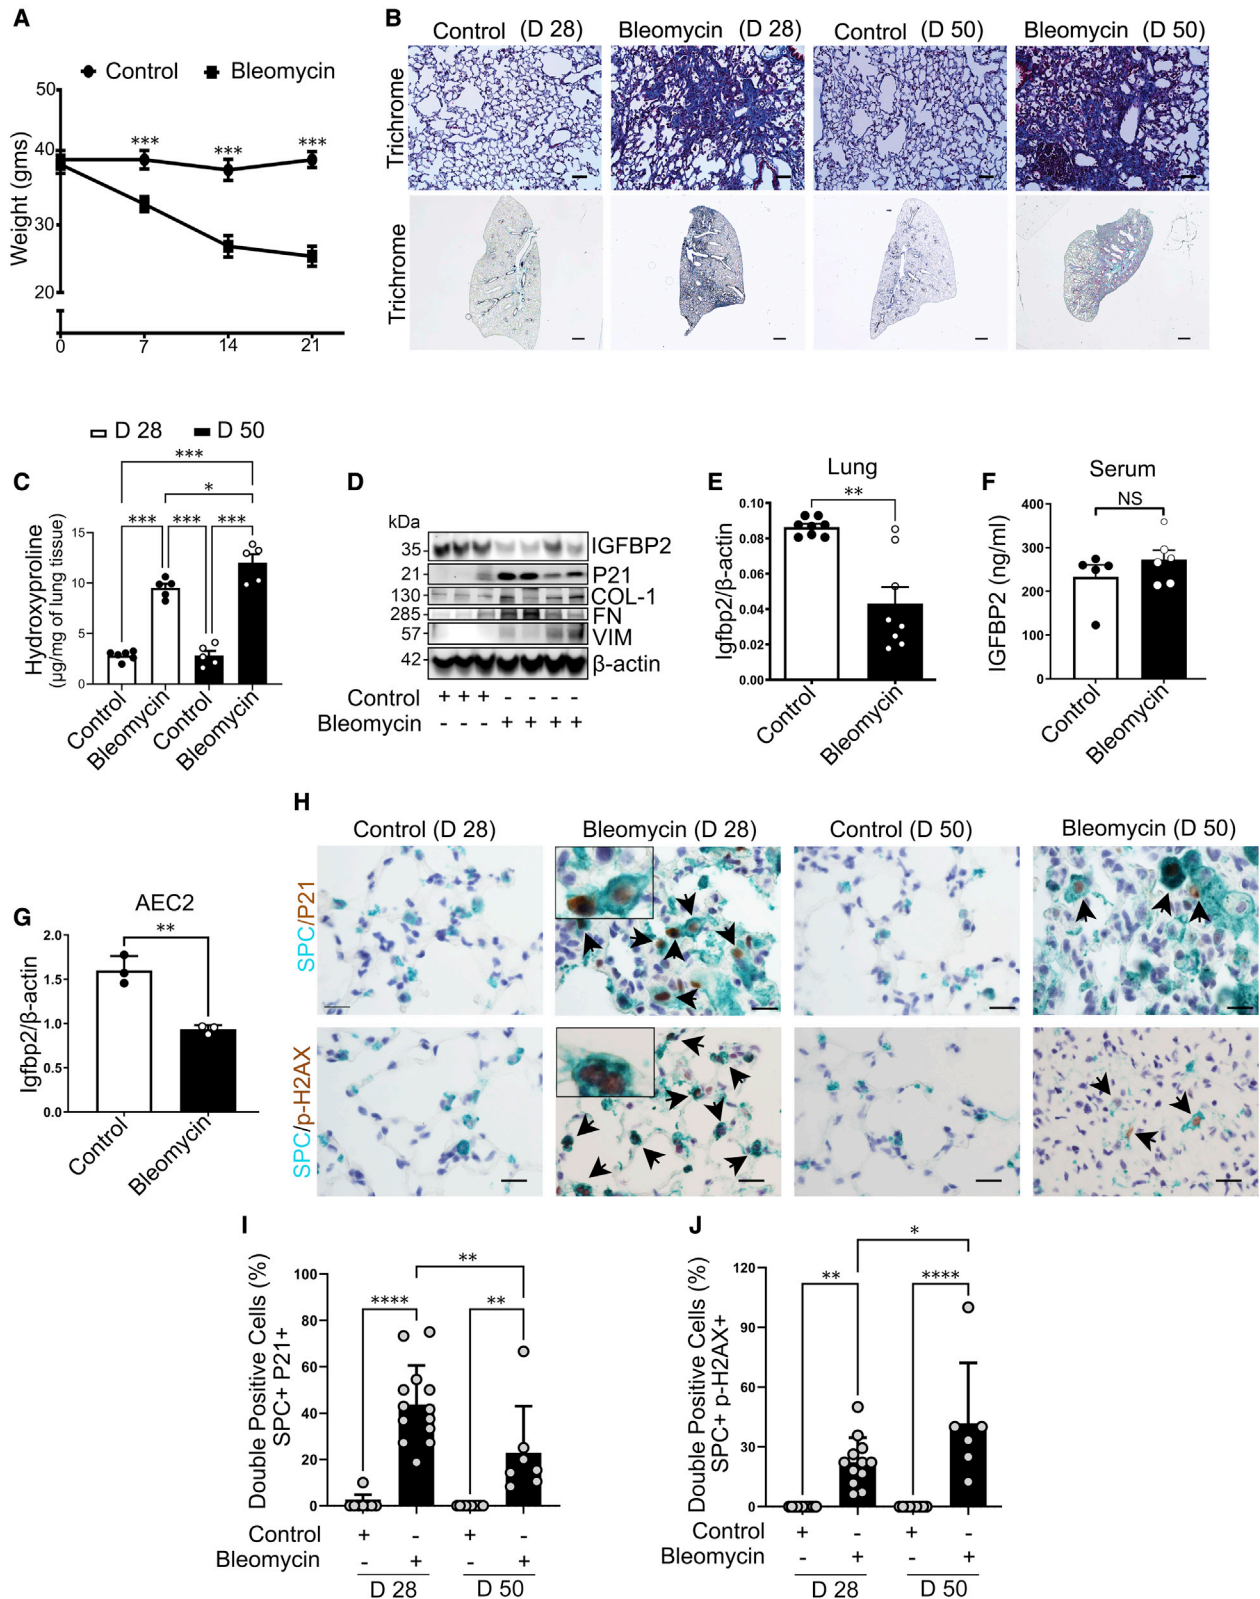 A
Control
Bleomycin
Weight (gms)
50
40
30
20
***
***
***
0
7
14
21
B
Control (D 28)
Bleomycin (D 28)
Control (D 50)
Bleomycin (D 50)
Trichrome
Trichrome
C
D 28
D 50
***
*
***
***
***
Hydroxyproline
(μg/mg of lung tissue)
15
10
5
0
Control
Bleomycin
Control
Bleomycin
D
kDa
35
IGFBP2
21
P21
130
COL-1
285
FN
57
VIM
42
β-actin
Control + + + - - - -
Bleomycin - - - + + + +
E
Lung
**
Igfbp2/β-actin
0.10
0.08
0.06
0.04
0.02
0.00
Control
Bleomycin
F
Serum
NS
IGFBP2 (ng/ml)
400
300
200
100
0
Control
Bleomycin
G
AEC2
**
Igfbp2/β-actin
2.0
1.5
1.0
0.5
0.0
Control
Bleomycin
H
Control (D 28)
Bleomycin (D 28)
Control (D 50)
Bleomycin (D 50)
SPC/P21
SPC/p-H2AX
I
Double Positive Cells (%)
SPC+ P21+
100
80
60
40
20
0
**
****
**
Control + - + -
Bleomycin - + - +
D 28
D 50
J
Double Positive Cells (%)
SPC+ p-H2AX+
120
90
60
30
0
*
**
****
Control + - + -
Bleomycin - + - +
D 28
D 50